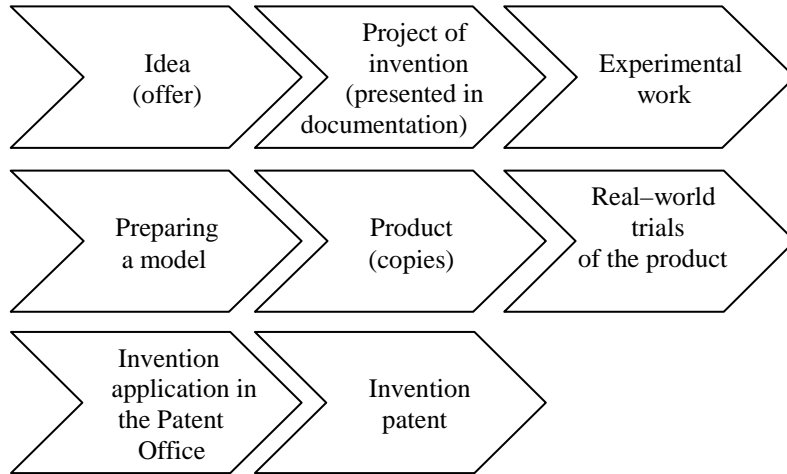 Idea
(offer)
Project of
invention
(presented in
documentation)
Experimental
work
Preparing
a model
Product
(copies)
Real–world
trials
of the product
Invention
application in
the Patent
Office
Invention
patent